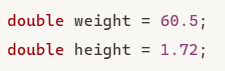 double weight = 60.5;
double height = 1.72;